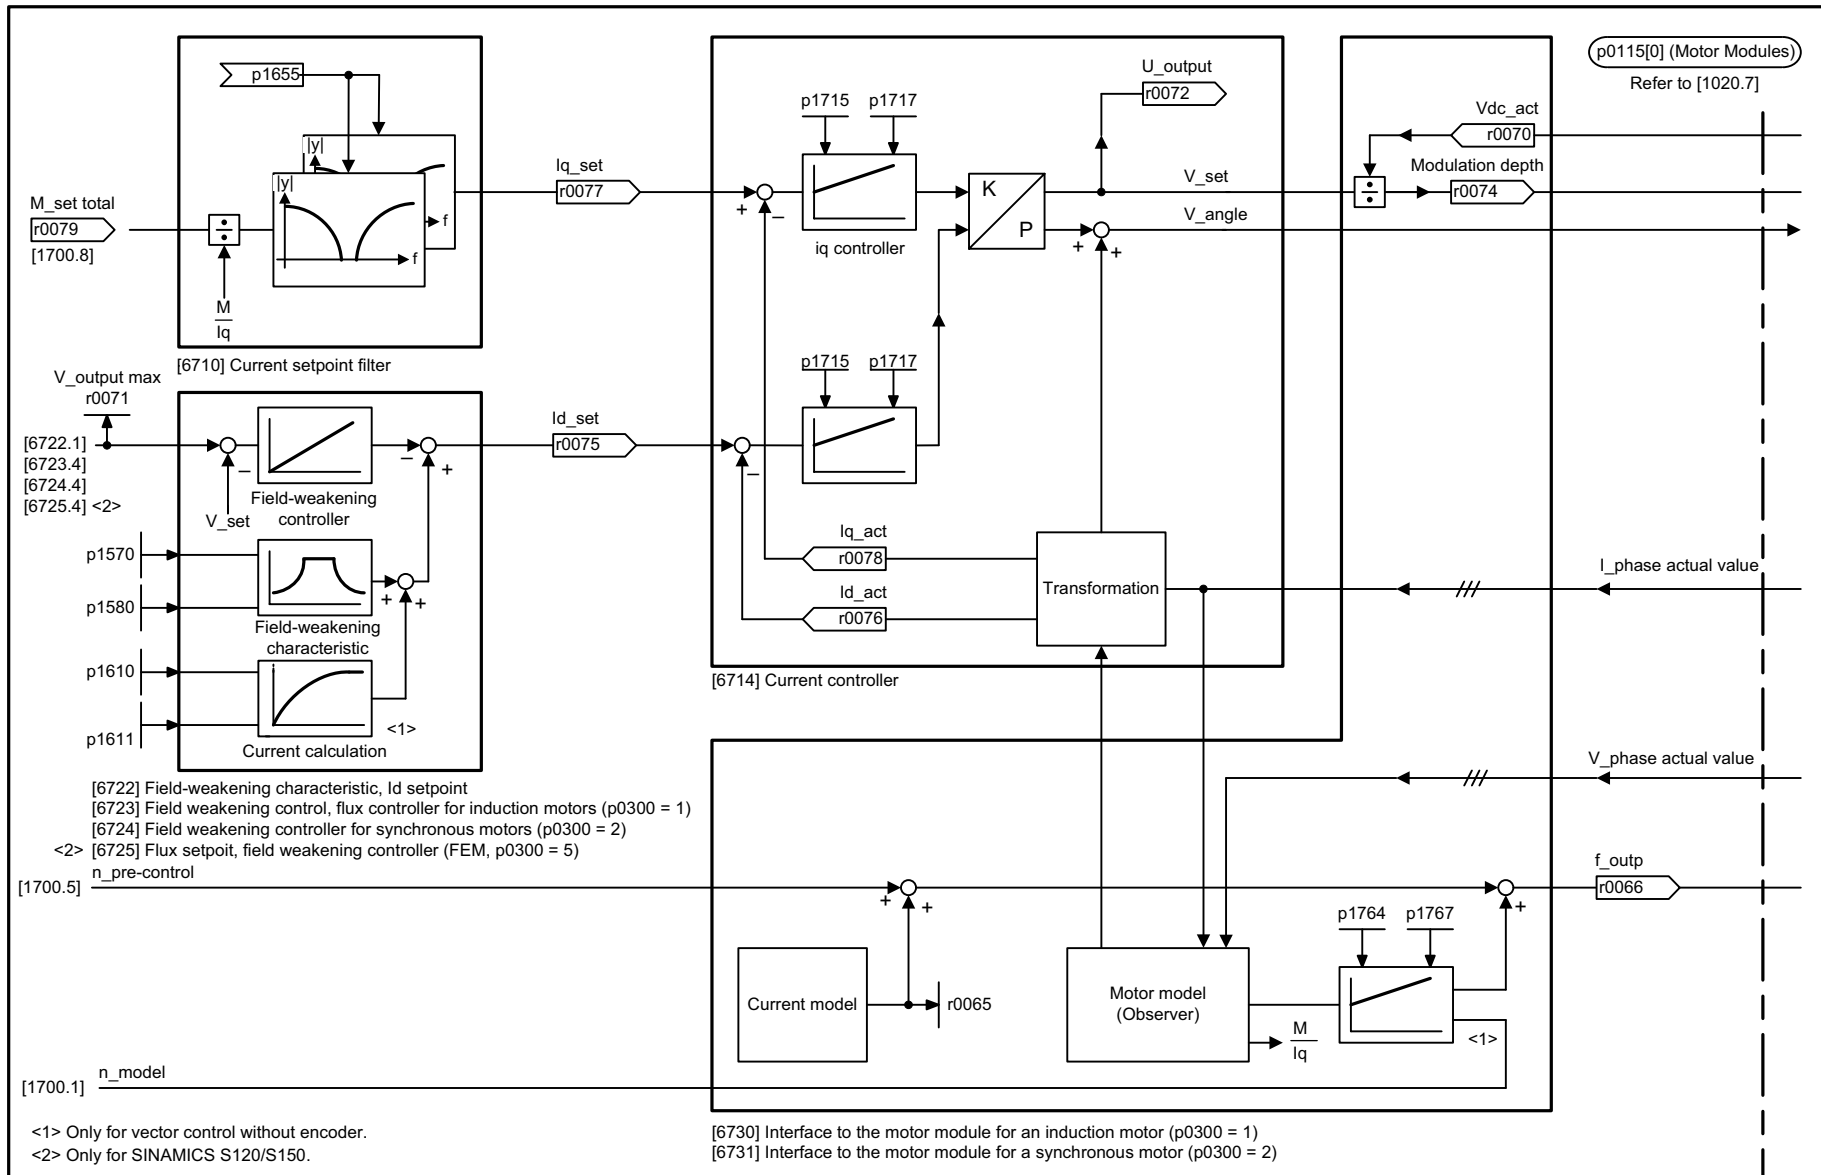 p0115[0] (Motor Modules)
Refer to [1020.7]
p1655
|y|
|y|
f
f
M_set total
r0079
[1700.8]
÷
M
Iq
[6710] Current setpoint filter
Iq_set
r0077
+
–
p1715 p1717
iq controller
K
P
U_output
r0072
V_set
V_angle
+
+
÷
Vdc_act
r0070
Modulation depth
r0074
V_output max
r0071
[6722.1]
[6723.4]
[6724.4]
[6725.4] <2>
–
V_set
Field-weakening
controller
–
+
p1570
p1580
Field-weakening
characteristic
+
+
p1610
p1611
<1>
Current calculation
Id_set
r0075
–
p1715 p1717
Iq_act
r0078
Id_act
r0076
Transformation
[6714] Current controller
I_phase actual value
V_phase actual value
[6722] Field-weakening characteristic, Id setpoint
[6723] Field weakening control, flux controller for induction motors (p0300 = 1)
[6724] Field weakening controller for synchronous motors (p0300 = 2)
<2> [6725] Flux setpoit, field weakening controller (FEM, p0300 = 5)
n_pre-control
[1700.5]
+
+
+
f_outp
r0066
Current model
r0065
Motor model
(Observer)
M
Iq
p1764 p1767
<1>
n_model
[1700.1]
<1> Only for vector control without encoder.
<2> Only for SINAMICS S120/S150.
[6730] Interface to the motor module for an induction motor (p0300 = 1)
[6731] Interface to the motor module for a synchronous motor (p0300 = 2)